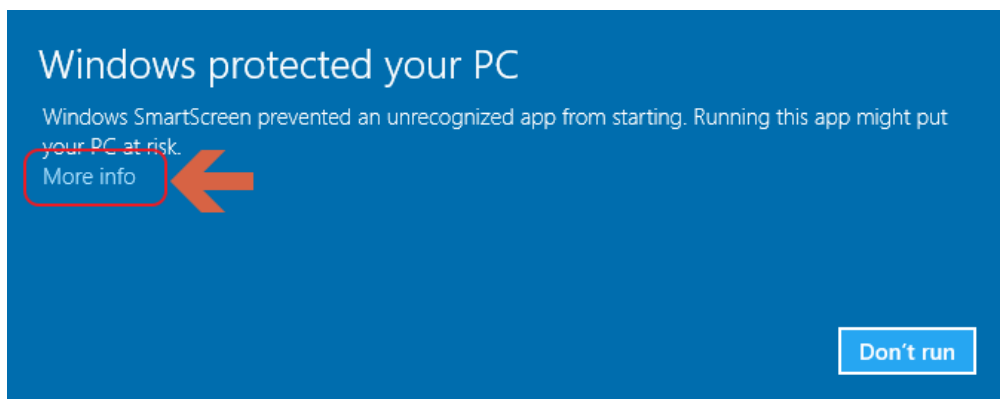 Windows protected your PC
Windows SmartScreen prevented an unrecognized app from starting. Running this app might put
your PC at risk.
More info
Don't run